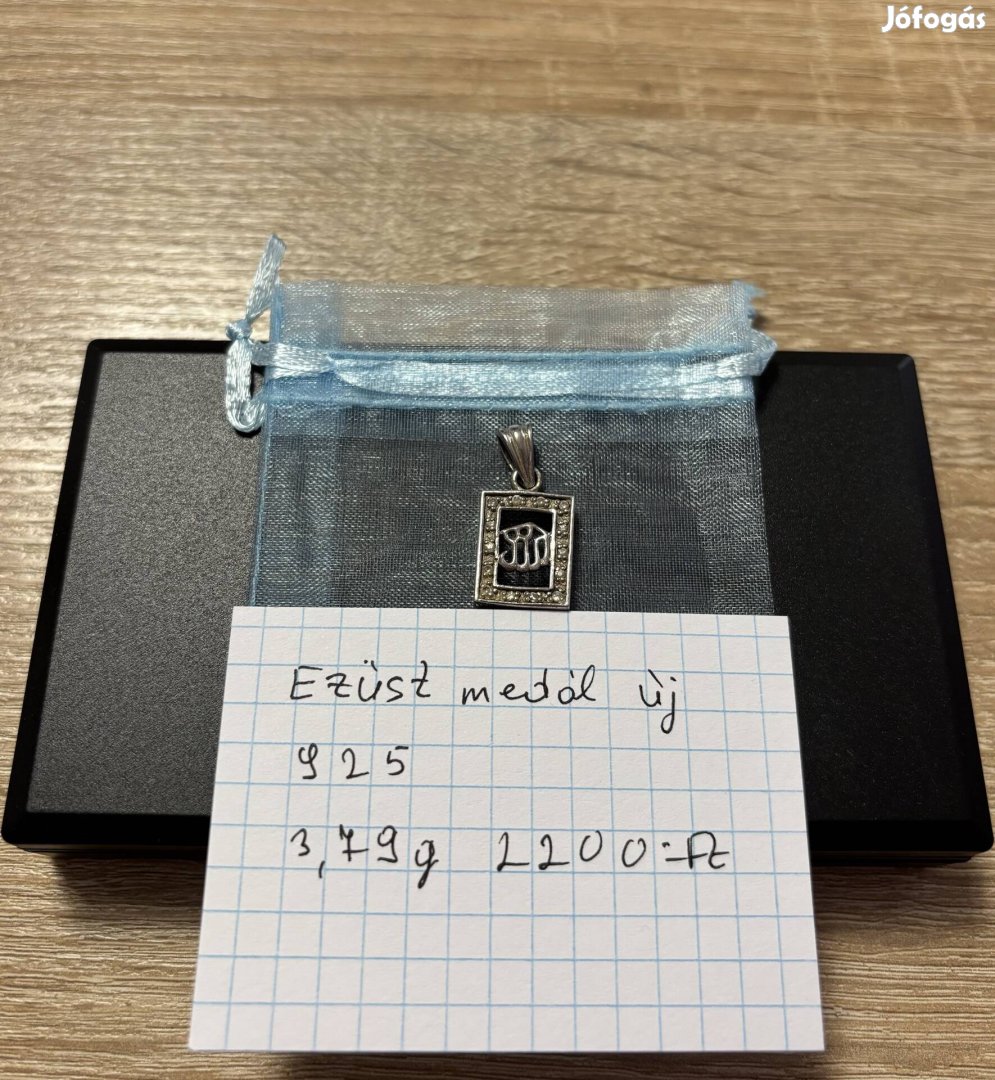 Jófogás
Ezüst medál új
925
3,79g 2200.-Ft